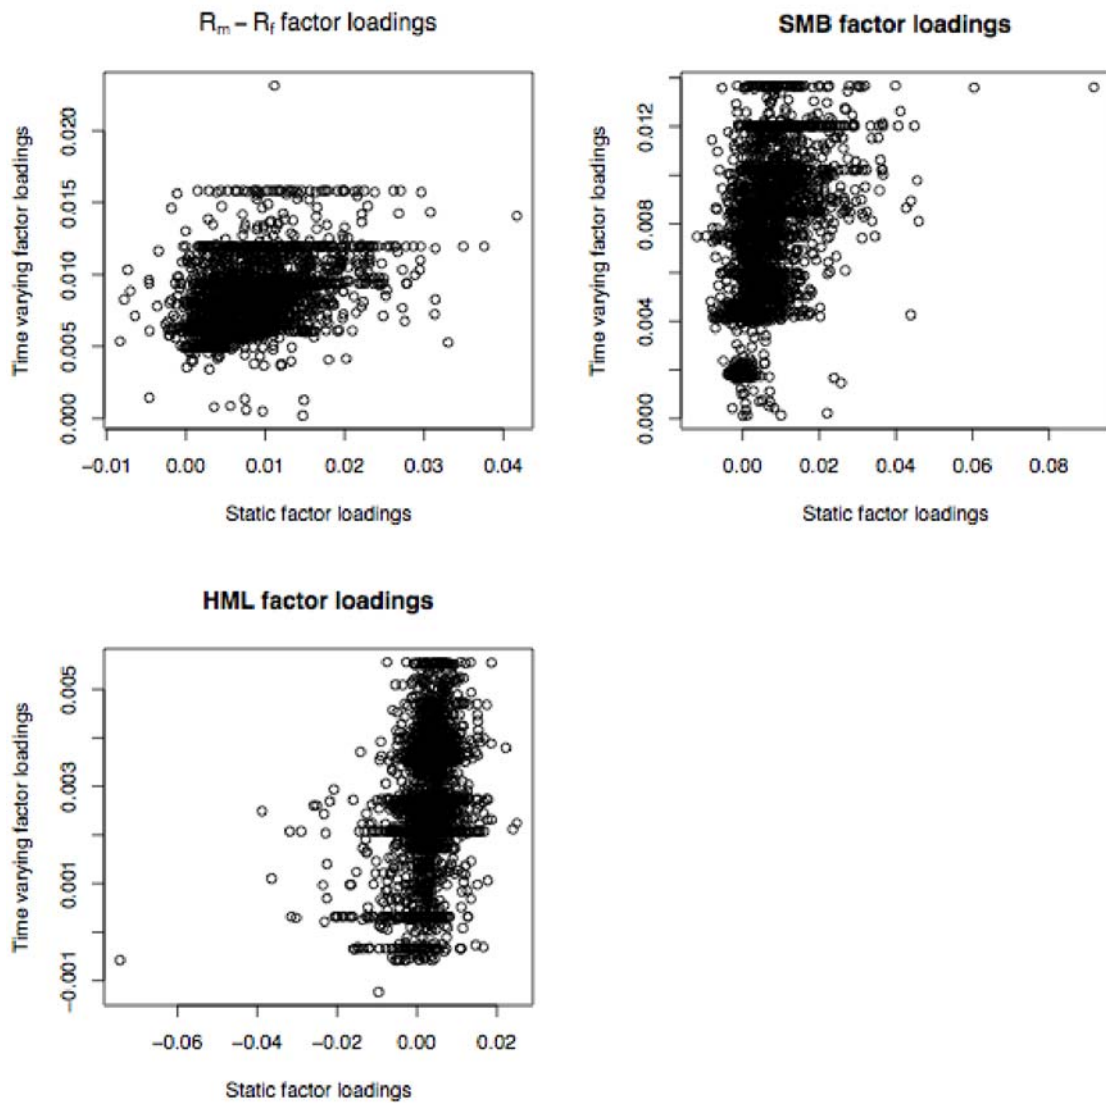 Rm − Rf factor loadings
Time varying factor loadings
0.000 0.005 0.010 0.015 0.020
−0.01 0.00 0.01 0.02 0.03 0.04
Static factor loadings
SMB factor loadings
Time varying factor loadings
0.000 0.004 0.008 0.012
0.00 0.02 0.04 0.06 0.08
Static factor loadings
HML factor loadings
Time varying factor loadings
−0.001 0.001 0.003 0.005
−0.06 −0.04 −0.02 0.00 0.02
Static factor loadings